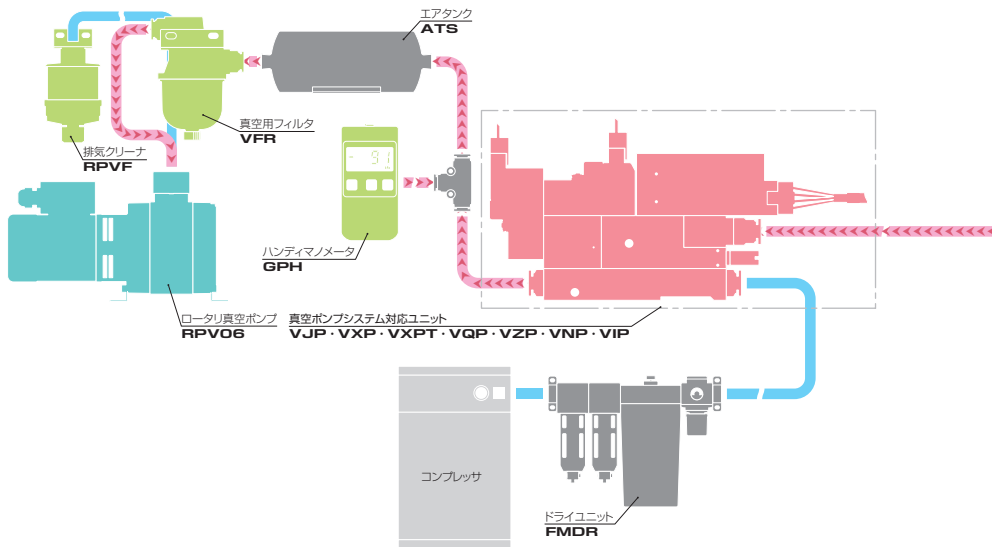 エアタンク
ATS
真空用フィルタ
VFR
排気クリーナ
RPVF
91
ハンディマノメータ
GPH
ロータリ真空ポンプ
RPV06
真空ポンプシステム対応ユニット
VJP・VXP・VXPT・VQP・VZP・VNP・VIP
コンプレッサ
ドライユニット
FMDR